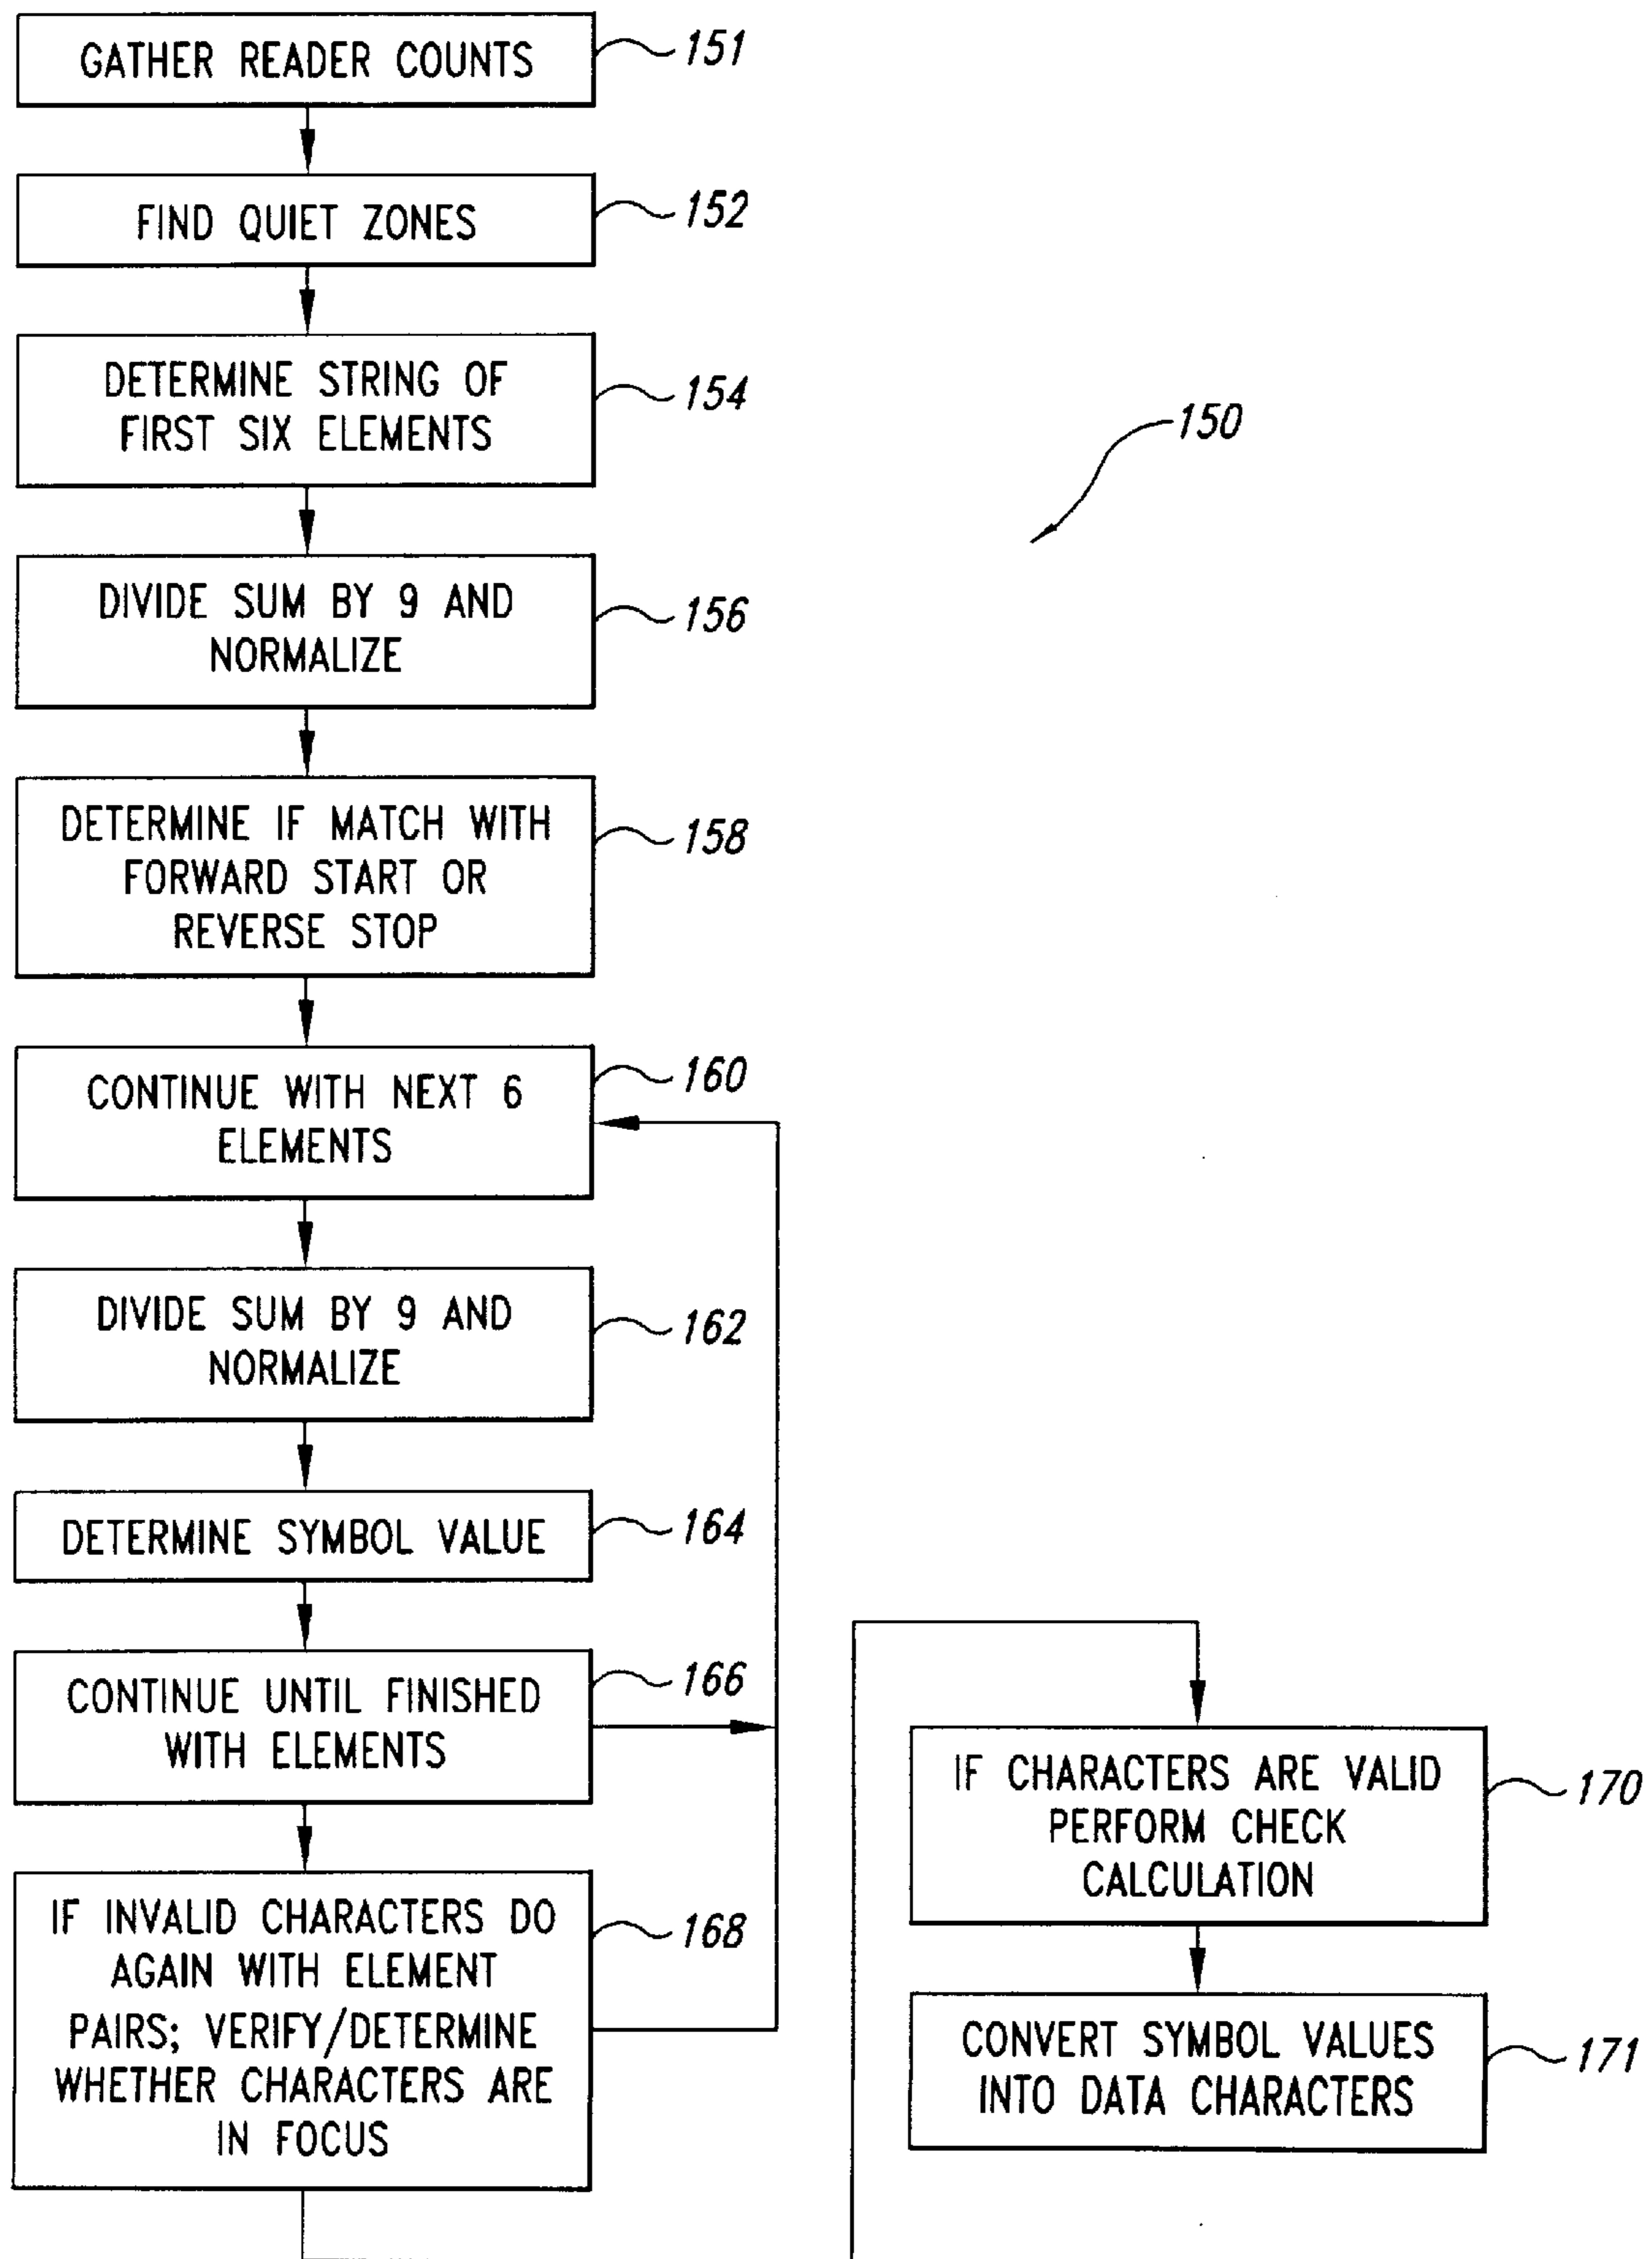 GATHER READER COUNTS
151
FIND QUIET ZONES
152
DETERMINE STRING OF
FIRST SIX ELEMENTS
154
150
DIVIDE SUM BY 9 AND
NORMALIZE
156
DETERMINE IF MATCH WITH
FORWARD START OR
REVERSE STOP
158
CONTINUE WITH NEXT 6
ELEMENTS
160
DIVIDE SUM BY 9 AND
NORMALIZE
162
DETERMINE SYMBOL VALUE
164
CONTINUE UNTIL FINISHED
WITH ELEMENTS
166
IF INVALID CHARACTERS DO
AGAIN WITH ELEMENT
PAIRS; VERIFY/DETERMINE
WHETHER CHARACTERS ARE
IN FOCUS
168
IF CHARACTERS ARE VALID
PERFORM CHECK
CALCULATION
170
CONVERT SYMBOL VALUES
INTO DATA CHARACTERS
171